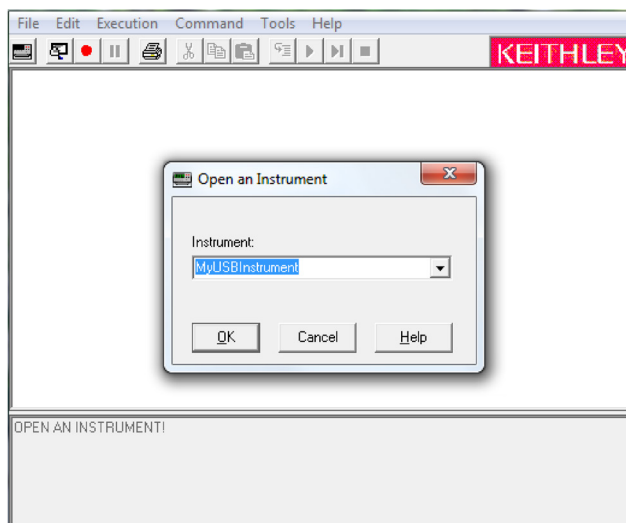 File Edit Execution Command Tools Help
KEITHLEY
Open an Instrument
Instrument:
MyUSBInstrument
OK Cancel Help
OPEN AN INSTRUMENT!